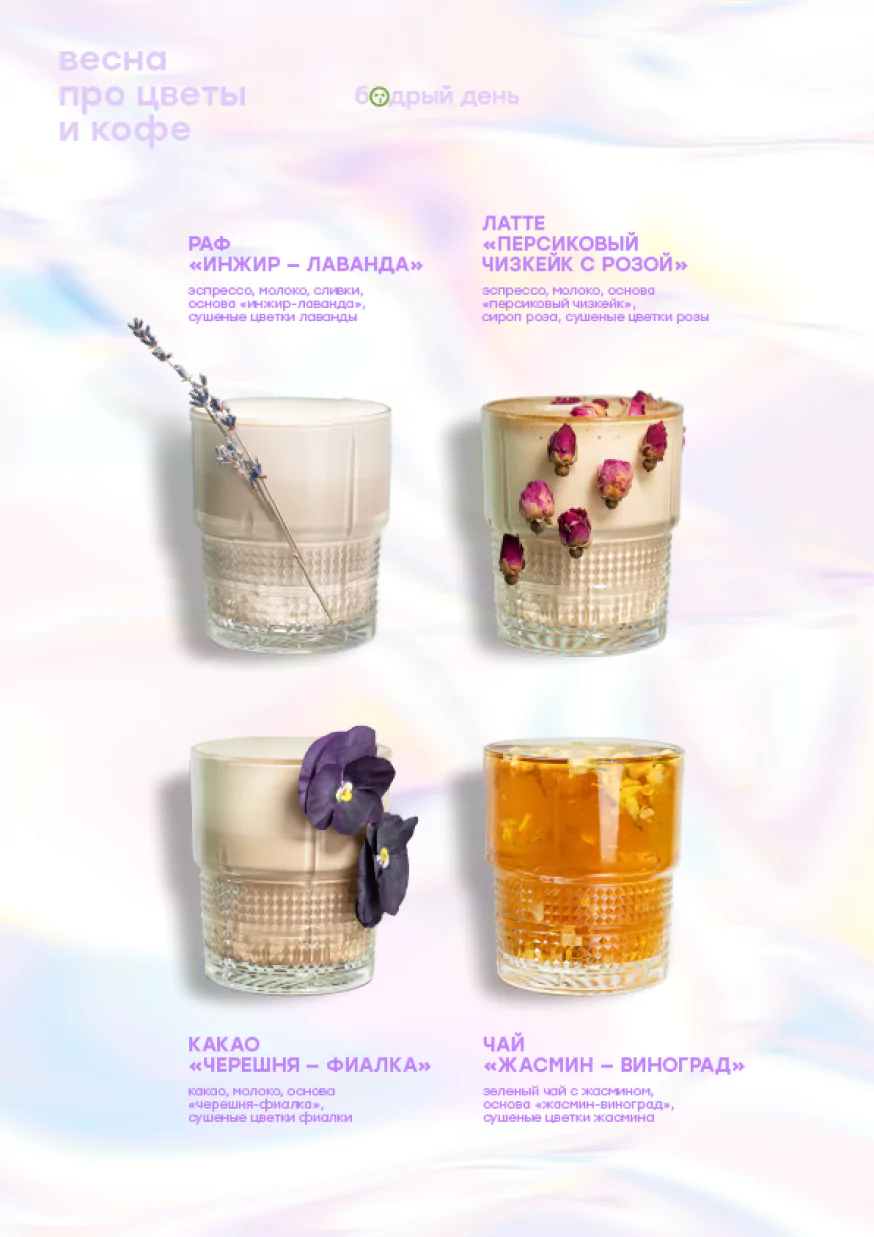 весна
про цветы
и кофе
бодрый день
РАФ
«ИНЖИР – ЛАВАНДА»
эспрессо, молоко, сливки,
основа «инжир-лаванда»,
сушеные цветки лаванды
ЛАТТЕ
«ПЕРСИКОВЫЙ
ЧИЗКЕЙК С РОЗОЙ»
эспрессо, молоко, основа
«персиковый чизкейк»,
сироп роза, сушеные цветки розы
КАКАО
«ЧЕРЕШНЯ – ФИАЛКА»
какао, молоко, основа
«черешня-фиалка»,
сушеные цветки фиалки
ЧАЙ
«ЖАСМИН – ВИНОГРАД»
зеленый чай с жасмином,
основа «жасмин-виноград»,
сушеные цветки жасмина